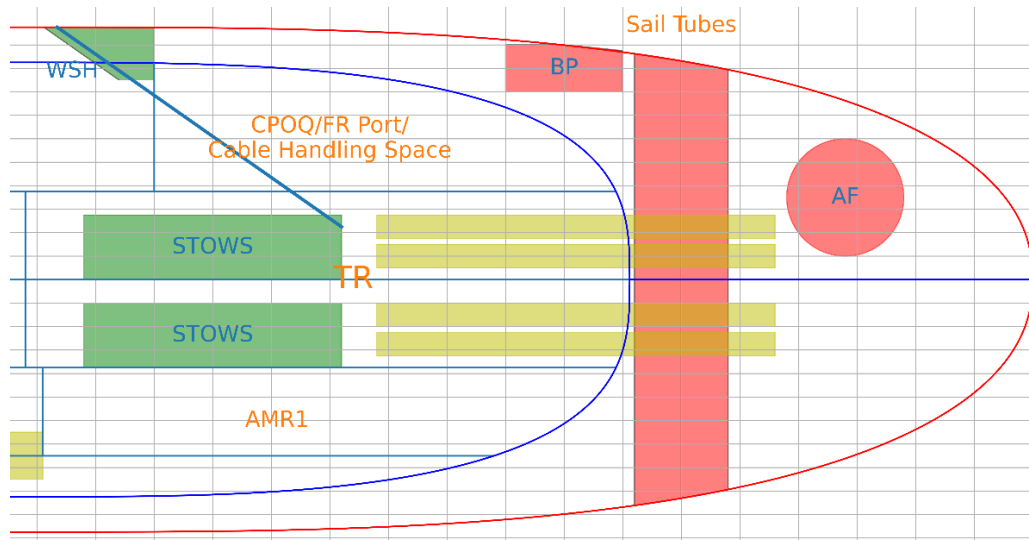 Sail Tubes
WSH
BP
CPOQ/FR Port/
Cable Handling Space
AF
STOWS
TR
STOWS
AMR1